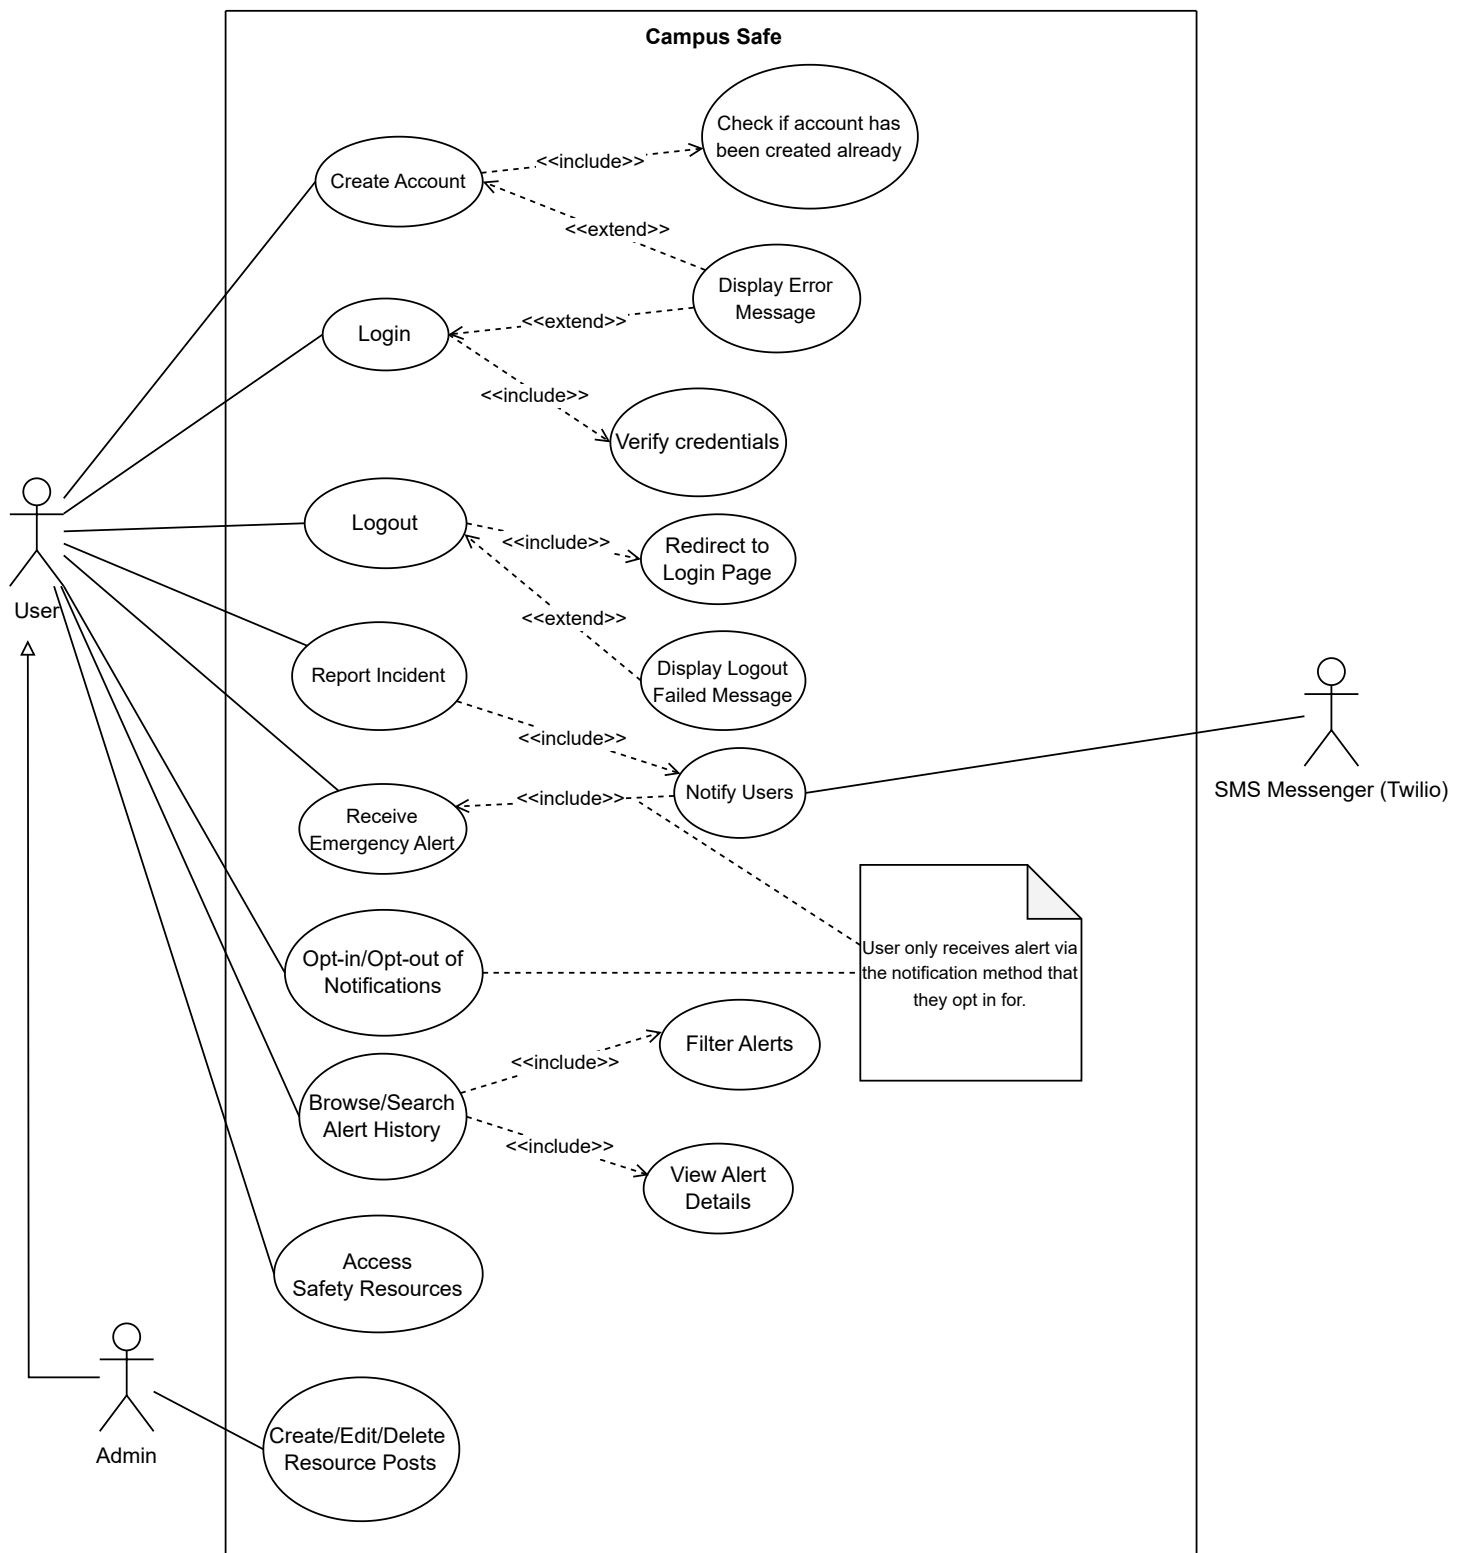 Campus Safe
Check if account has
been created already
<<include>>
Create Account
<<extend>>
Display Error
Message
<<extend>>
Login
<<include>>
Verify credentials
Logout
<<include>>
Redirect to
Login Page
User
<<extend>>
Display Logout
Failed Message
Report Incident
<<include>>
Notify Users
SMS Messenger (Twilio)
<<include>>
Receive
Emergency Alert
User only receives alert via
the notification method that
they opt in for.
Opt-in/Opt-out of
Notifications
Filter Alerts
<<include>>
Browse/Search
Alert History
<<include>>
View Alert
Details
Access
Safety Resources
Admin
Create/Edit/Delete
Resource Posts